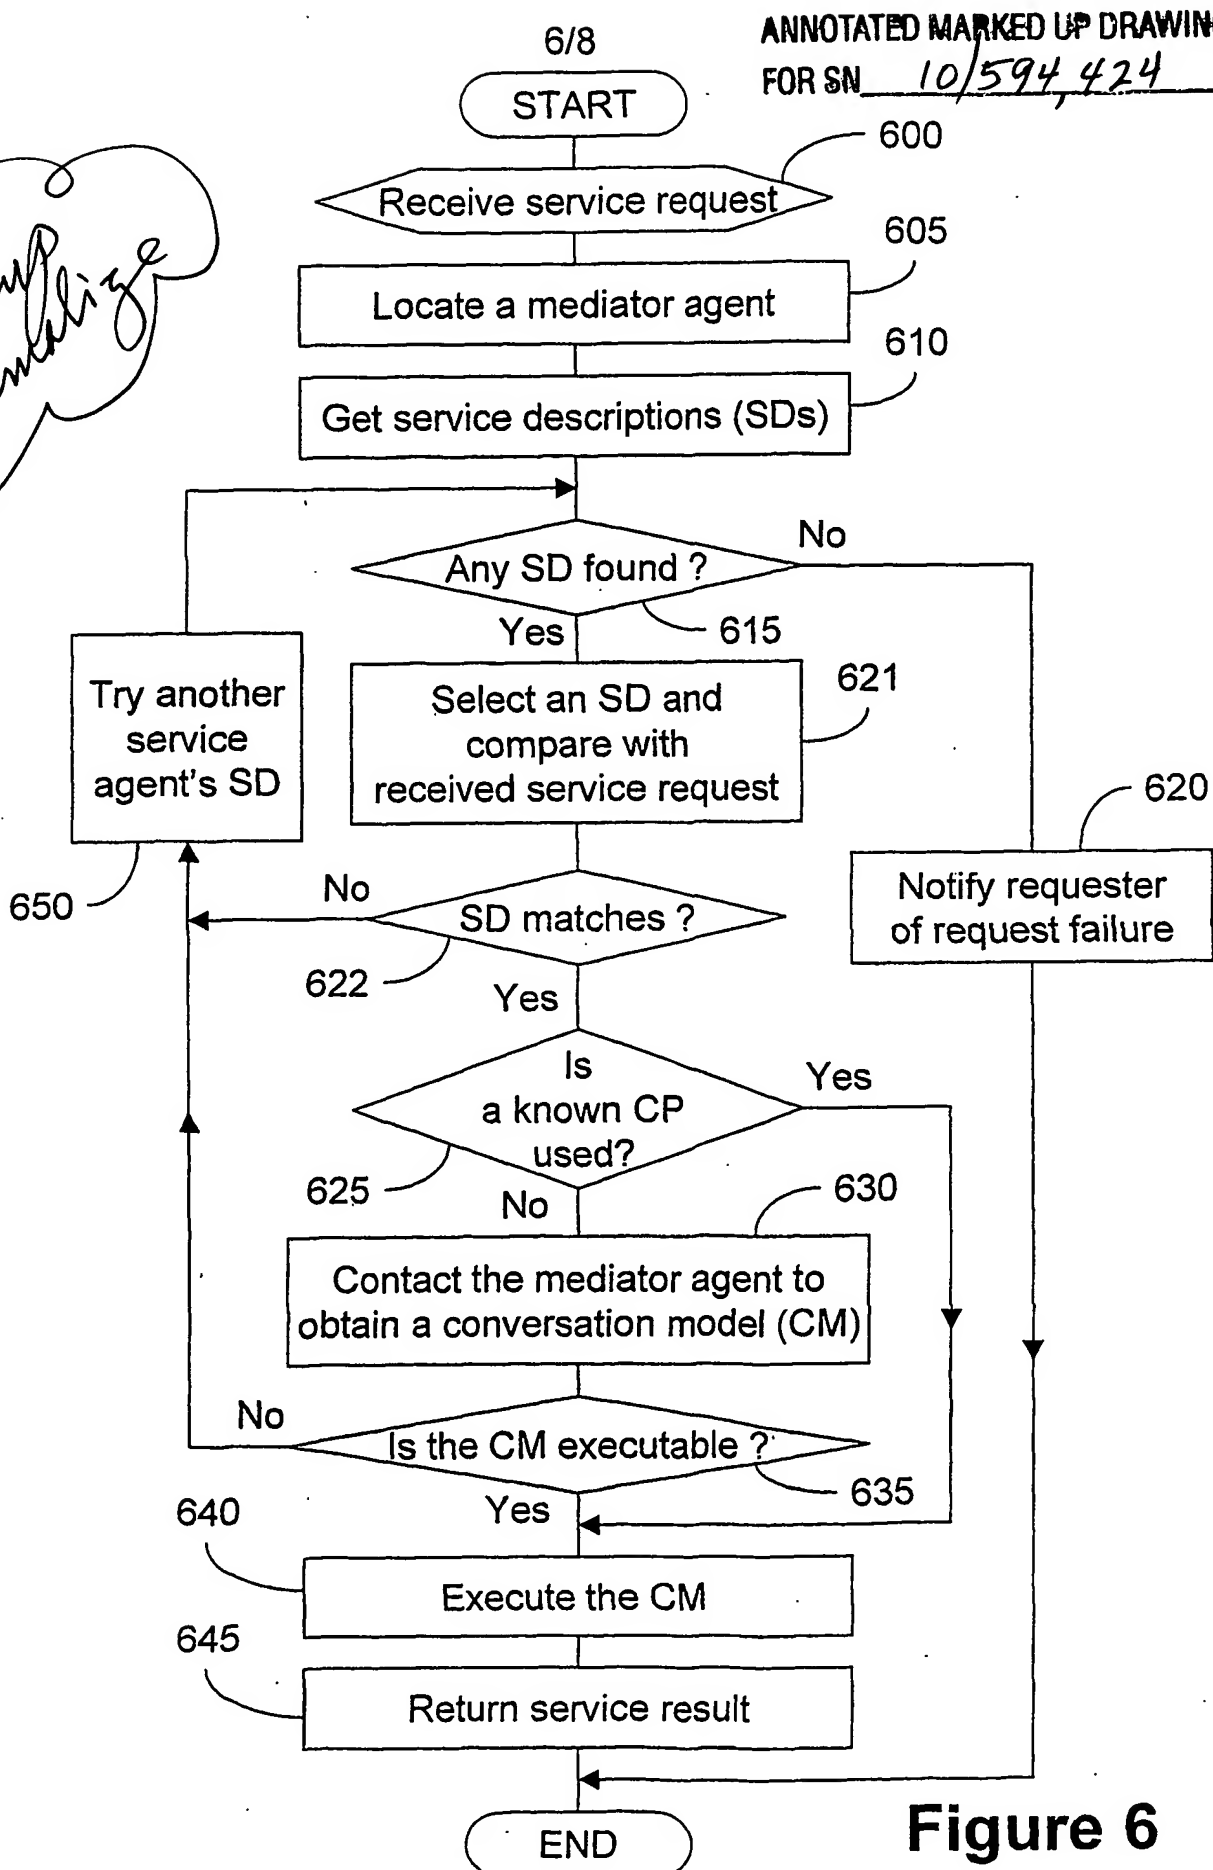 6/8
ANNOTATED MARKED UP DRAWIN
FOR SN 10/594,424
START
600
Receive service request
605
Locate a mediator agent
610
Get service descriptions (SDs)
Any SD found ?
No
615
Yes
Try another
service
agent's SD
650
Select an SD and
compare with
received service request
621
620
Notify requester
of request failure
No
SD matches ?
622
Yes
Is
a known CP
used?
Yes
625
No
630
Contact the mediator agent to
obtain a conversation model (CM)
No
Is the CM executable ?
635
Yes
640
Execute the CM
645
Return service result
END
Figure 6